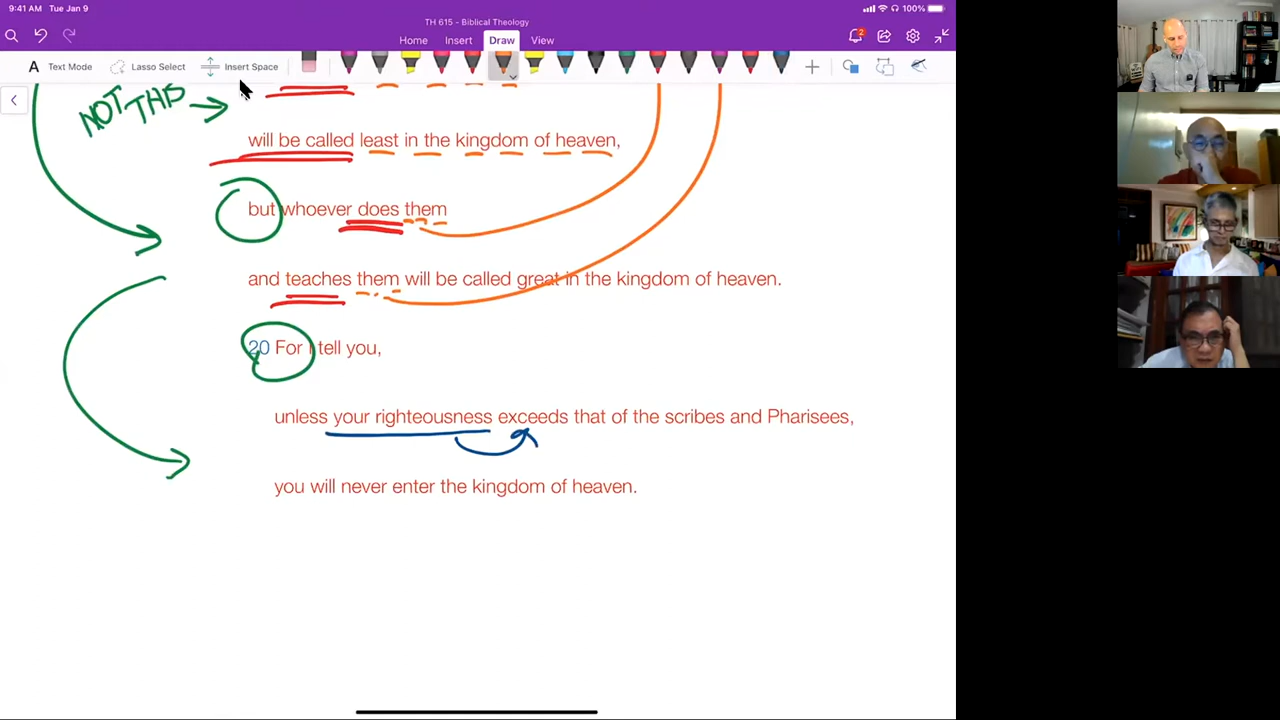 9:41 AM Tue Jan 9
100%
TH 615 - Biblical Theology
Home Insert Draw View
2
A Text Mode Lasso Select Insert Space
NOT THIS
will be called least in the kingdom of heaven,
but whoever does them
and teaches them will be called great in the kingdom of heaven.
20 For I tell you,
unless your righteousness exceeds that of the scribes and Pharisees,
you will never enter the kingdom of heaven.